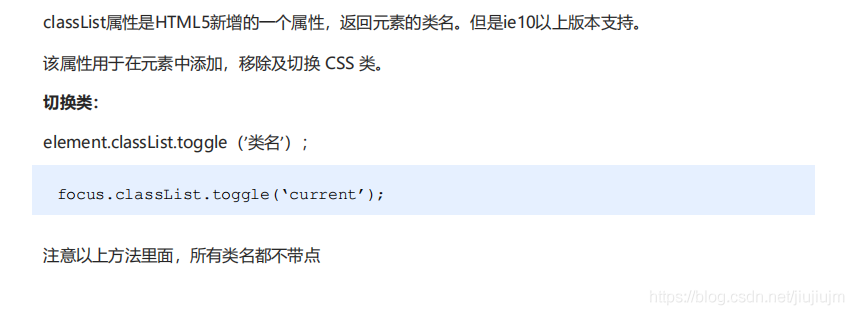 classList属性是HTML5新增的一个属性，返回元素的类名。但是ie10以上版本支持。
该属性用于在元素中添加，移除及切换 CSS 类。
切换类：
element.classList.toggle（’类名’）;
focus.classList.toggle(‘current’);
注意以上方法里面，所有类名都不带点
https://blog.csdn.net/jiujiujm